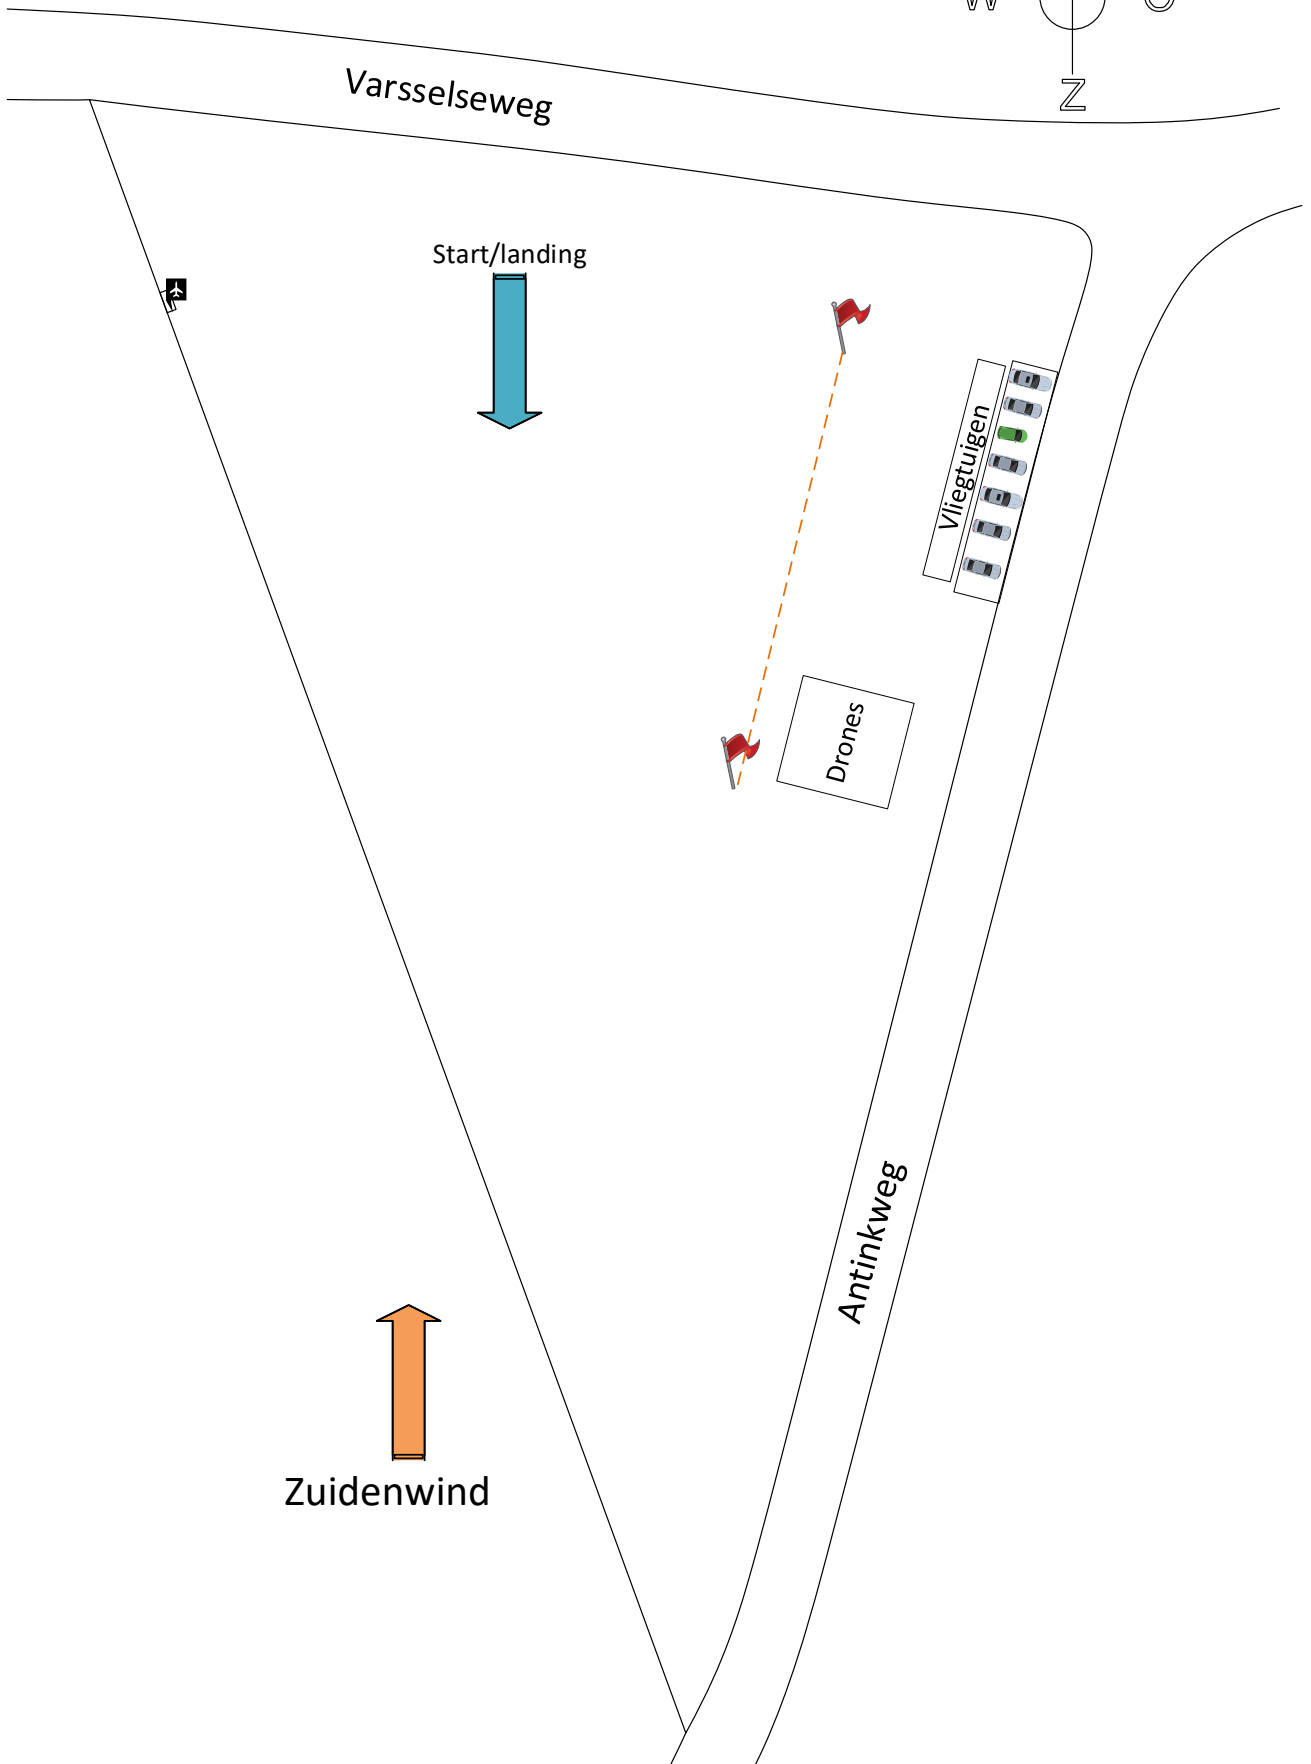 W O
Z
Varsselseweg
Start/landing
Vliegtuigen
Drones
Antinkweg
Zuidenwind